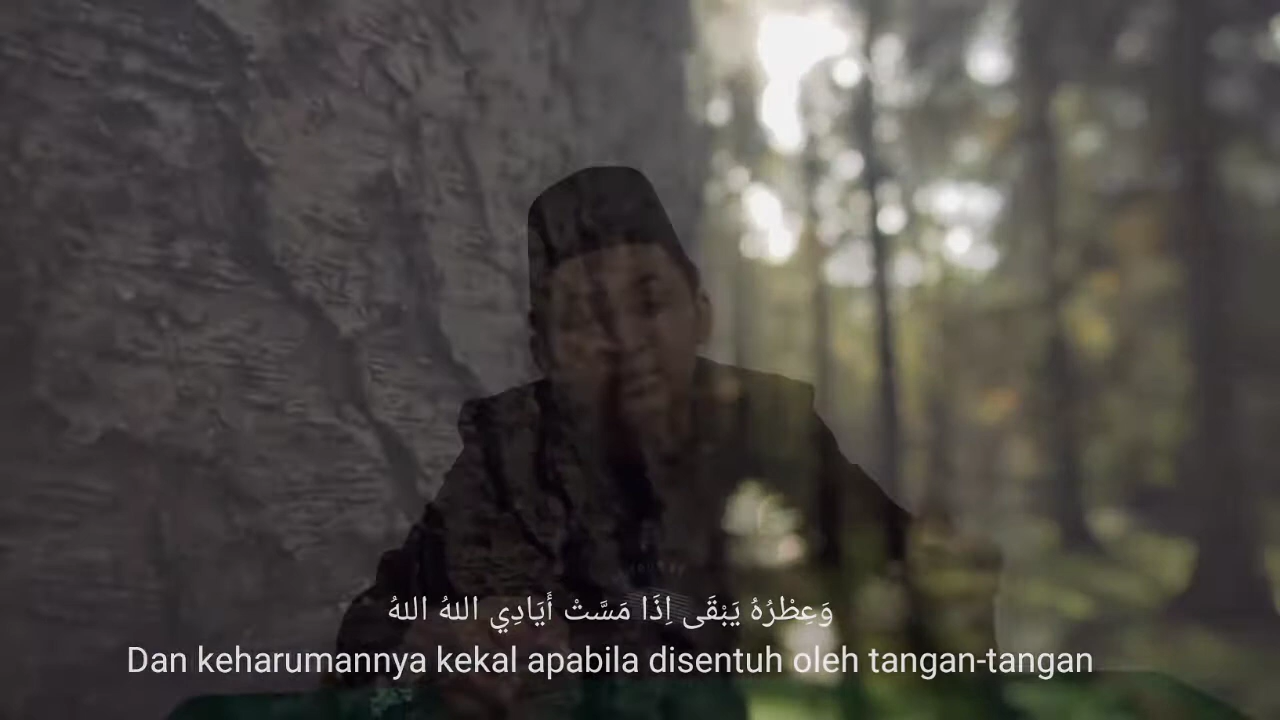 وَعِطْرُهُ يَبْقَى اِذَا مَسَّتْ أَيَادِي اللهُ اللهُ
Dan keharumannya kekal apabila disentuh oleh tangan-tangan